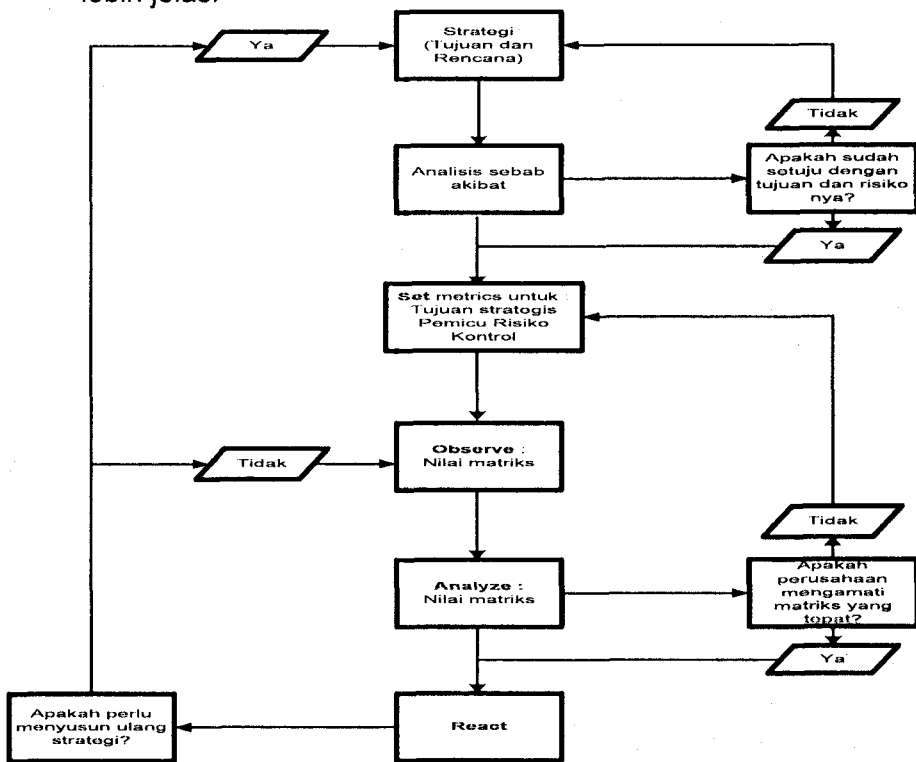 lebih jelas.
Ya
Strategi
(Tujuan dan
Rencana)
Tidak
Analisis sebab
akibat
Apakah sudah
setuju dengan
tujuan dan risiko
nya?
Ya
Set metrics untuk :
Tujuan strategis
Pemicu Risiko
Kontrol
Tidak
Observe :
Nilai matriks
Tidak
Analyze :
Nilai matriks
Apakah
perusahaan
mengamati
matriks yang
tepat?
Ya
Apakah perlu
menyusun ulang
strategi?
React